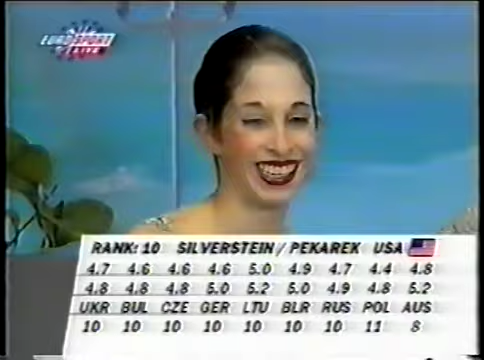 EUROSPORT
LIVE
RANK: 10 SILVERSTEIN / PEKAREK USA
4.7 4.6 4.6 4.6 5.0 4.9 4.7 4.4 4.8
4.8 4.8 4.8 5.0 5.2 5.0 4.9 4.8 5.2
UKR BUL CZE GER LTU BLR RUS POL AUS
10 10 10 10 10 10 10 11 8